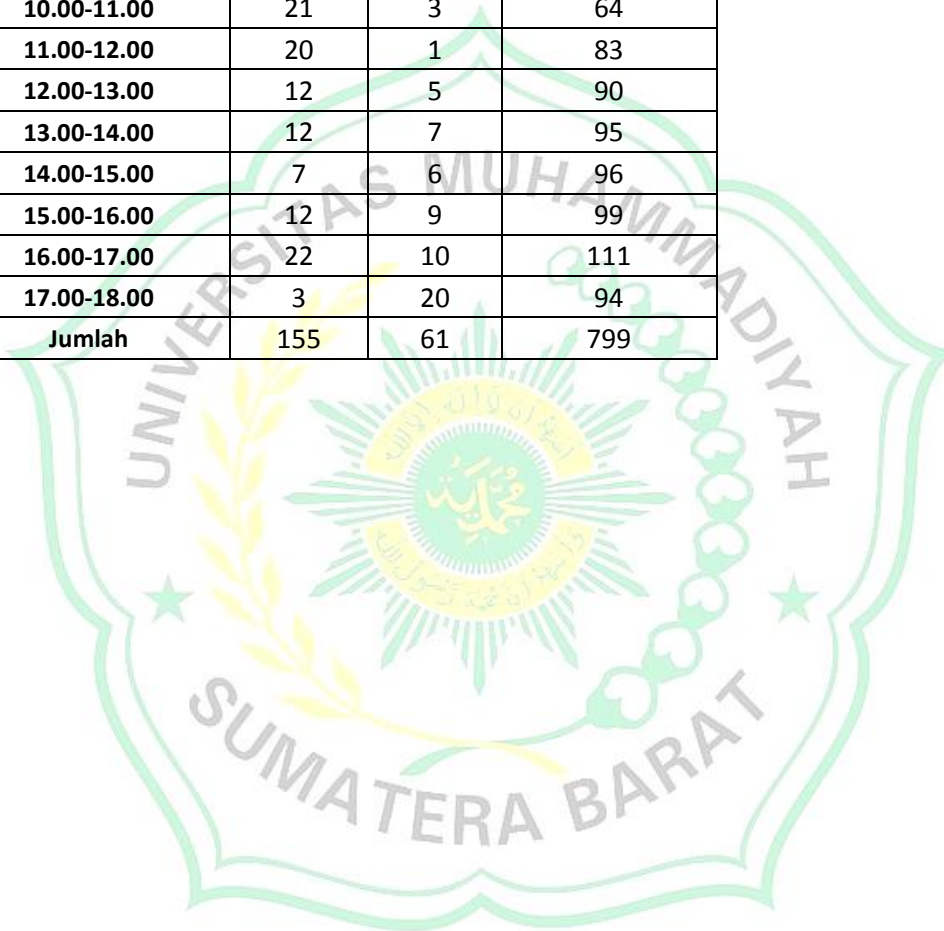 10.00-11.00 21 3 64
11.00-12.00 20 1 83
12.00-13.00 12 5 90
13.00-14.00 12 7 95
14.00-15.00 7 6 96
15.00-16.00 12 9 99
16.00-17.00 22 10 111
17.00-18.00 3 20 94
Jumlah 155 61 799
UNIVERSITAS MUHAMMADIYAH
SUMATERA BARAT